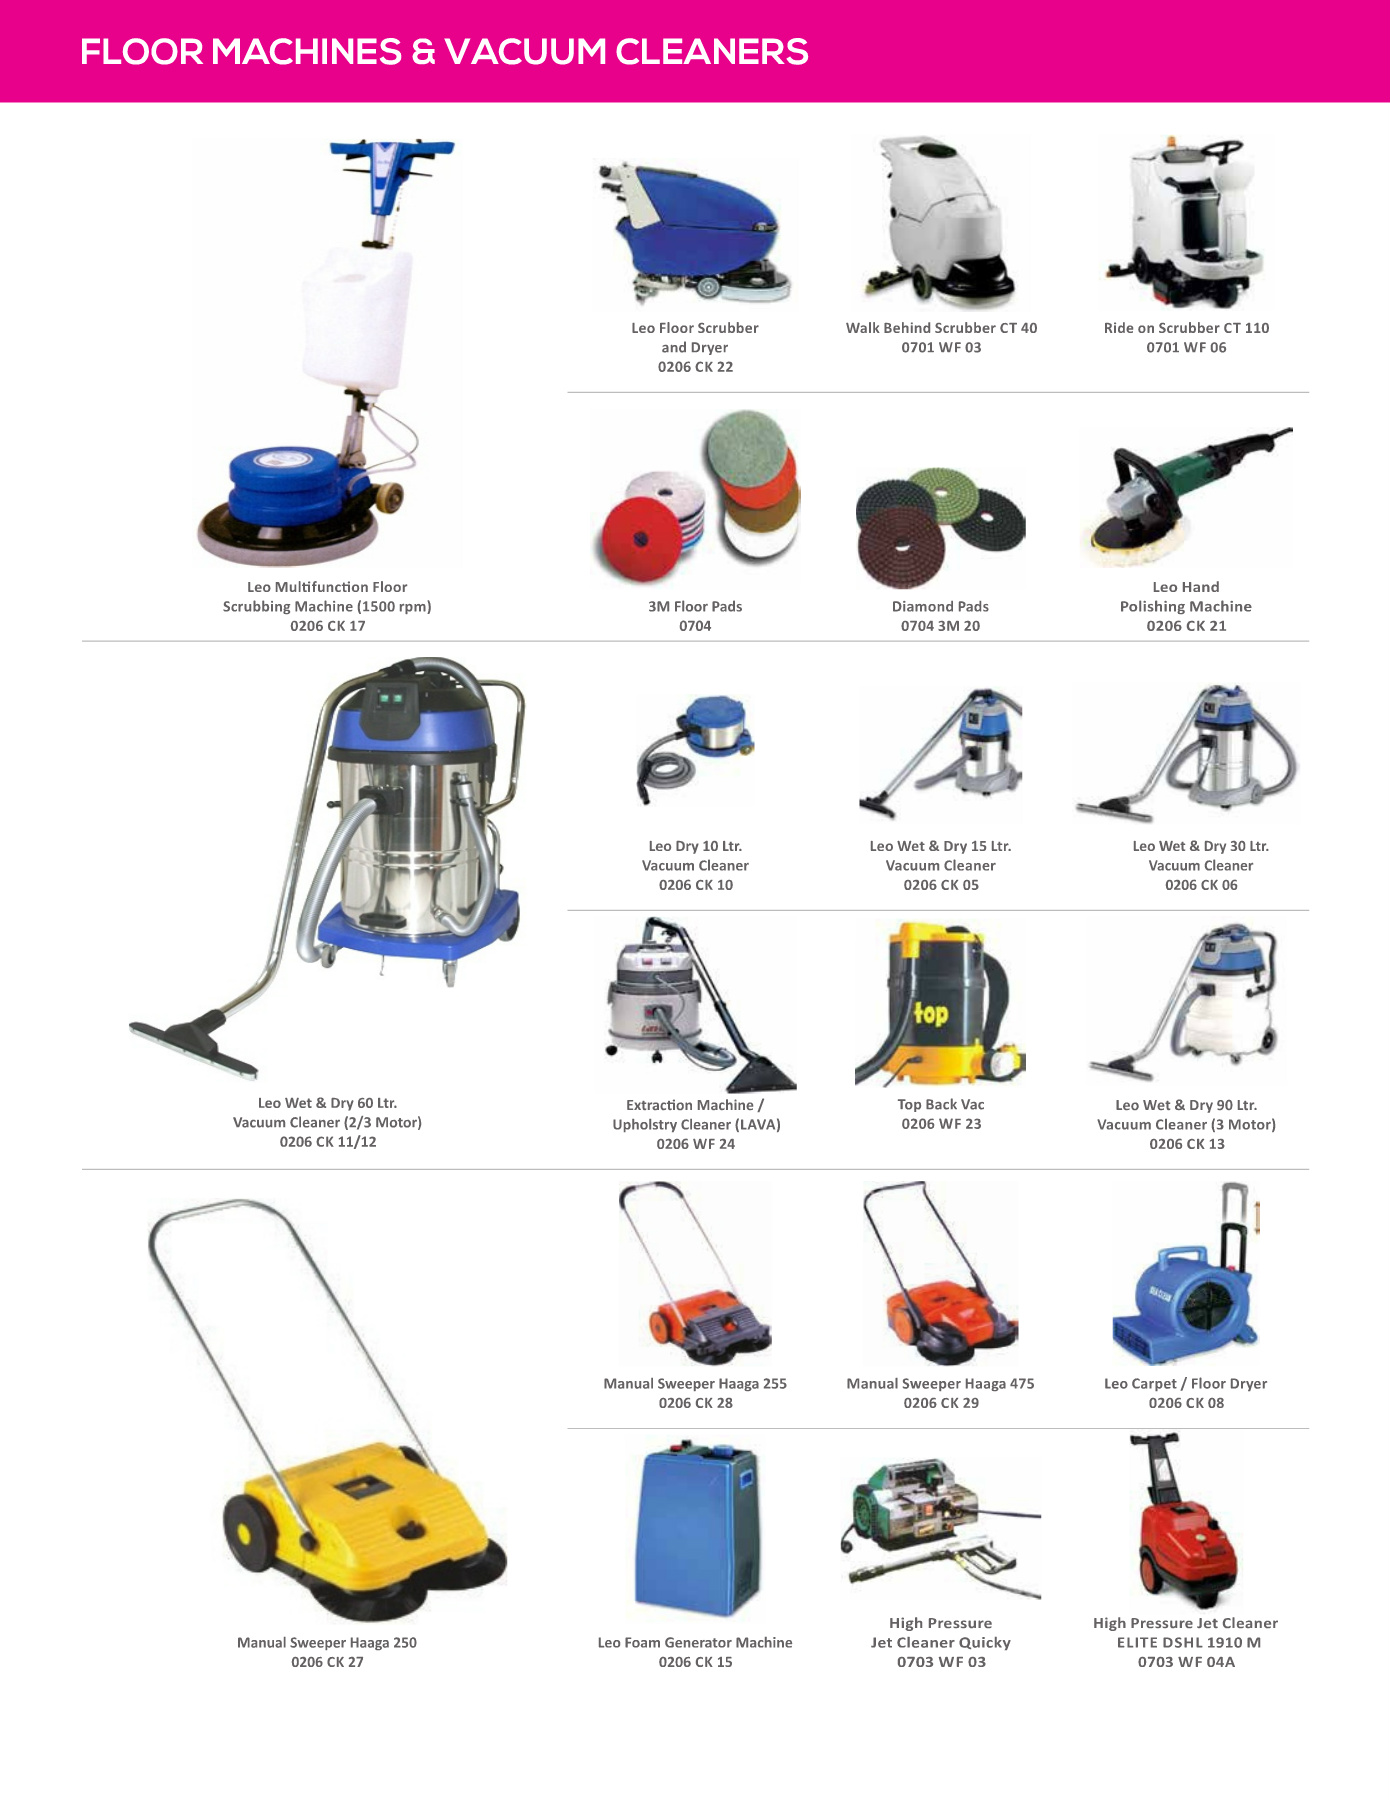 FLOOR MACHINES & VACUUM CLEANERS
Leo Multifunction Floor
Scrubbing Machine (1500 rpm)
0206 CK 17
Leo Floor Scrubber
and Dryer
0206 CK 22
Walk Behind Scrubber CT 40
0701 WF 03
Ride on Scrubber CT 110
0701 WF 06
3M Floor Pads
0704
Diamond Pads
0704 3M 20
Leo Hand
Polishing Machine
0206 CK 21
Leo Wet & Dry 60 Ltr.
Vacuum Cleaner (2/3 Motor)
0206 CK 11/12
Leo Dry 10 Ltr.
Vacuum Cleaner
0206 CK 10
Leo Wet & Dry 15 Ltr.
Vacuum Cleaner
0206 CK 05
Leo Wet & Dry 30 Ltr.
Vacuum Cleaner
0206 CK 06
Extraction Machine /
Upholstry Cleaner (LAVA)
0206 WF 24
top
Top Back Vac
0206 WF 23
Leo Wet & Dry 90 Ltr.
Vacuum Cleaner (3 Motor)
0206 CK 13
Manual Sweeper Haaga 250
0206 CK 27
Manual Sweeper Haaga 255
0206 CK 28
Manual Sweeper Haaga 475
0206 CK 29
Leo Carpet / Floor Dryer
0206 CK 08
Leo Foam Generator Machine
0206 CK 15
High Pressure
Jet Cleaner Quicky
0703 WF 03
High Pressure Jet Cleaner
ELITE DSHL 1910 M
0703 WF 04A